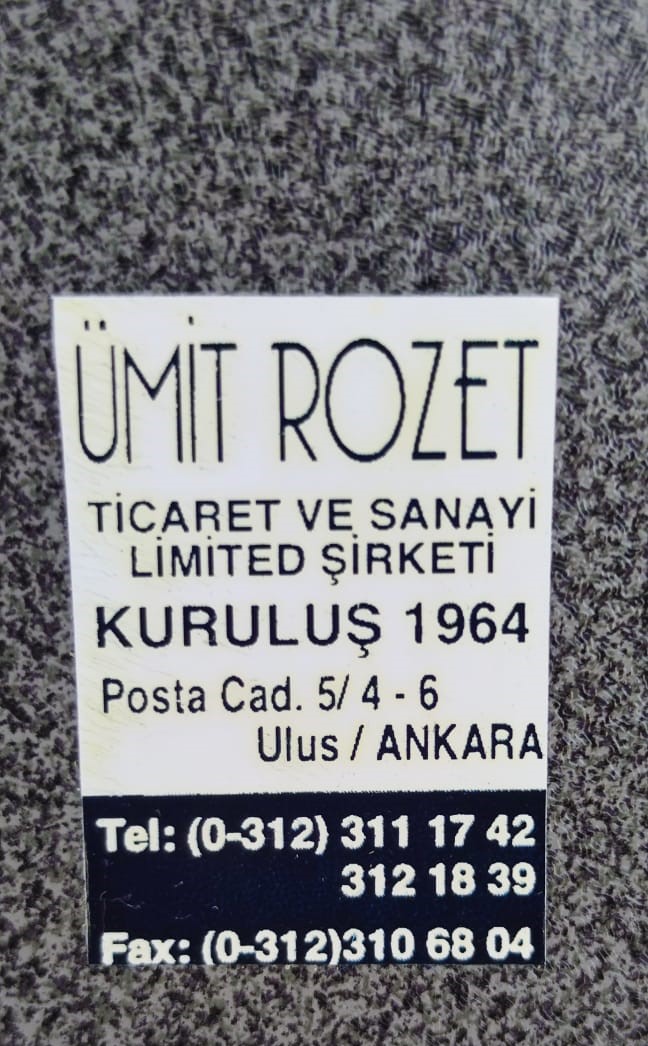 ÜMİT ROZET
TİCARET VE SANAYİ
LİMİTED ŞİRKETİ
KURULUŞ 1964
Posta Cad. 5/ 4 - 6
Ulus / ANKARA
Tel: (0-312) 311 17 42
312 18 39
Fax: (0-312)310 68 04